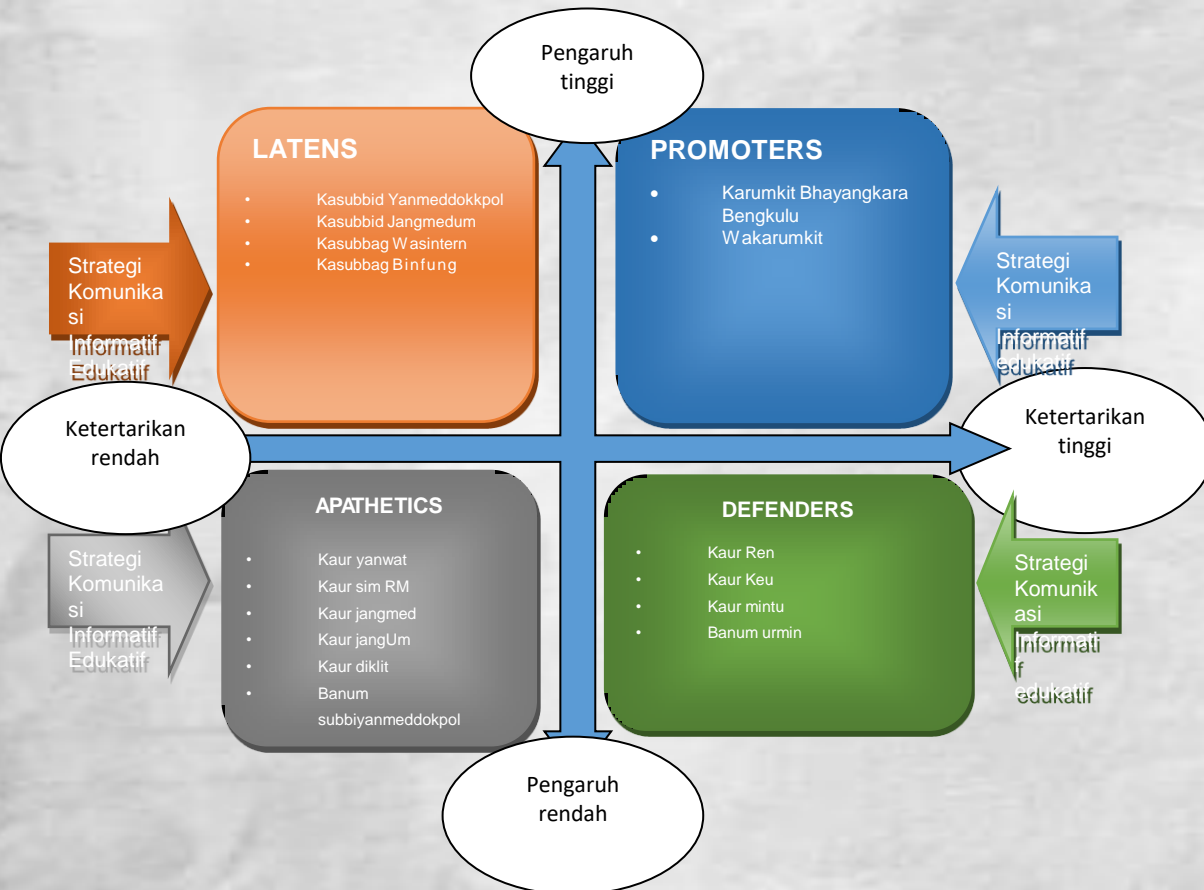 Pengaruh
tinggi
LATENS
• Kasubbid Yanmeddokkpol
• Kasubbid Jangmedum
• Kasubbag Wasintern
• Kasubbag Binfung
PROMOTERS
• Karumkit Bhayangkara
Bengkulu
• Wakarumkit
Strategi
Komunika
si
Informatif
Edukatif
Strategi
Komunika
si
Informatif
edukatif
Ketertarikan
rendah
Ketertarikan
tinggi
Strategi
Komunika
si
Informatif
Edukatif
APATHETICS
• Kaur yanwat
• Kaur sim RM
• Kaur jangmed
• Kaur jangUm
• Kaur diklit
• Banum
subbiyanmeddokpol
DEFENDERS
• Kaur Ren
• Kaur Keu
• Kaur mintu
• Banum urmin
Strategi
Komunik
asi
Informati
f
edukatif
Pengaruh
rendah